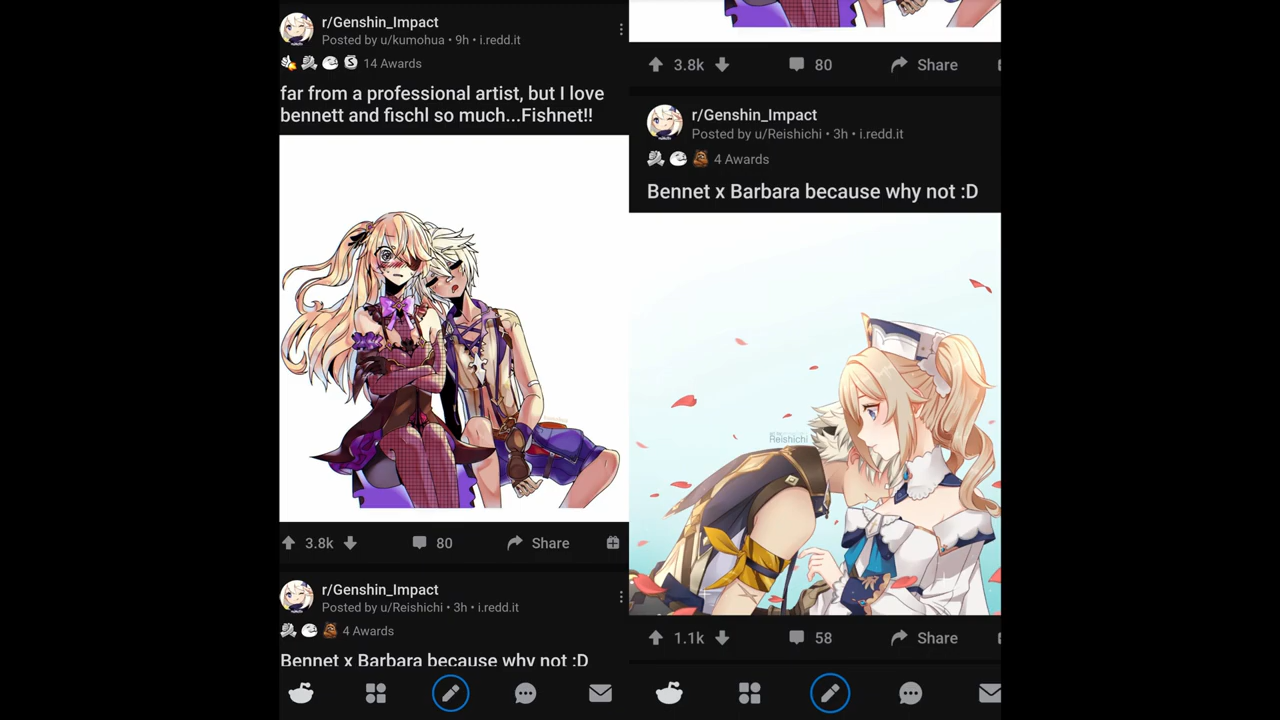 r/Genshin_Impact
Posted by u/kumohua • 9h • i.redd.it
14 Awards
far from a professional artist, but I love
bennett and fischl so much...Fishnet!!
3.8k
80
Share
r/Genshin_Impact
Posted by u/Reishichi • 3h • i.redd.it
4 Awards
Bennet x Barbara because why not :D
3.8k
80
Share
r/Genshin_Impact
Posted by u/Reishichi • 3h • i.redd.it
4 Awards
Bennet x Barbara because why not :D
Reishichi
1.1k
58
Share